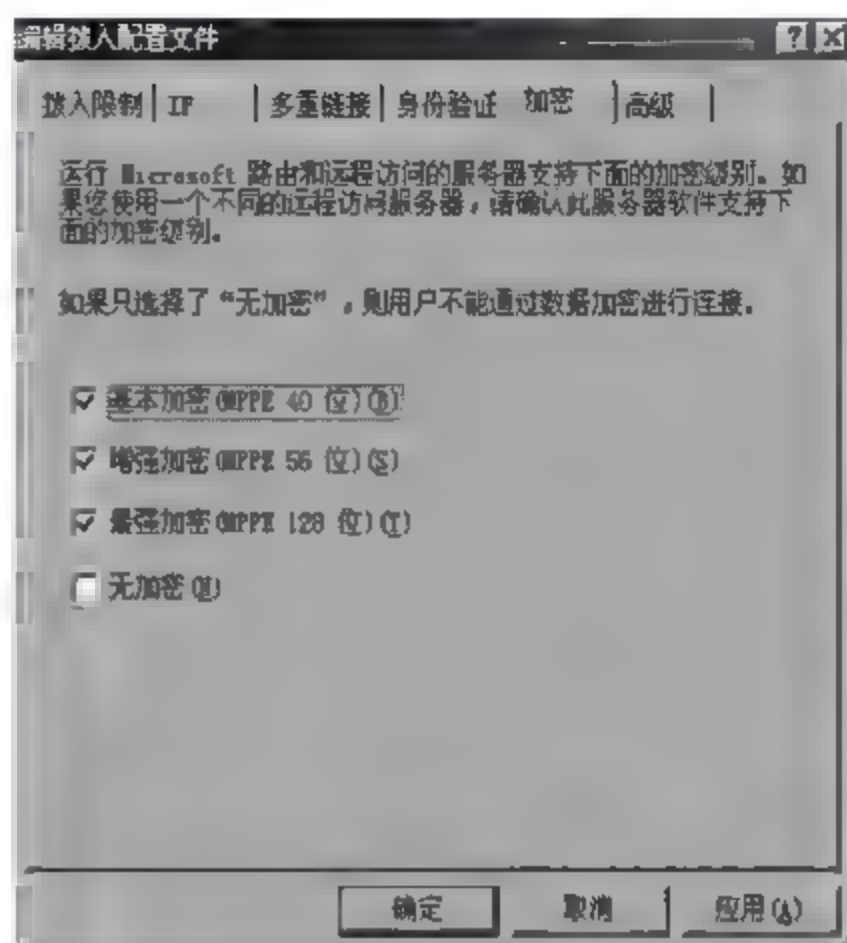 编辑拨入配置文件
拨入限制 IP 多重链接 身份验证 加密 高级
运行 Microsoft 路由和远程访问的服务器支持下面的加密级别。如
果您使用一个不同的远程访问服务器，请确认此服务器软件支持下
面的加密级别。
如果只选择了“无加密”，则用户不能通过数据加密进行连接。
基本加密(MPPE 40 位)(B)
增强加密(MPPE 56 位)(S)
最强加密(MPPE 128 位)(T)
无加密(N)
确定 取消 应用(A)